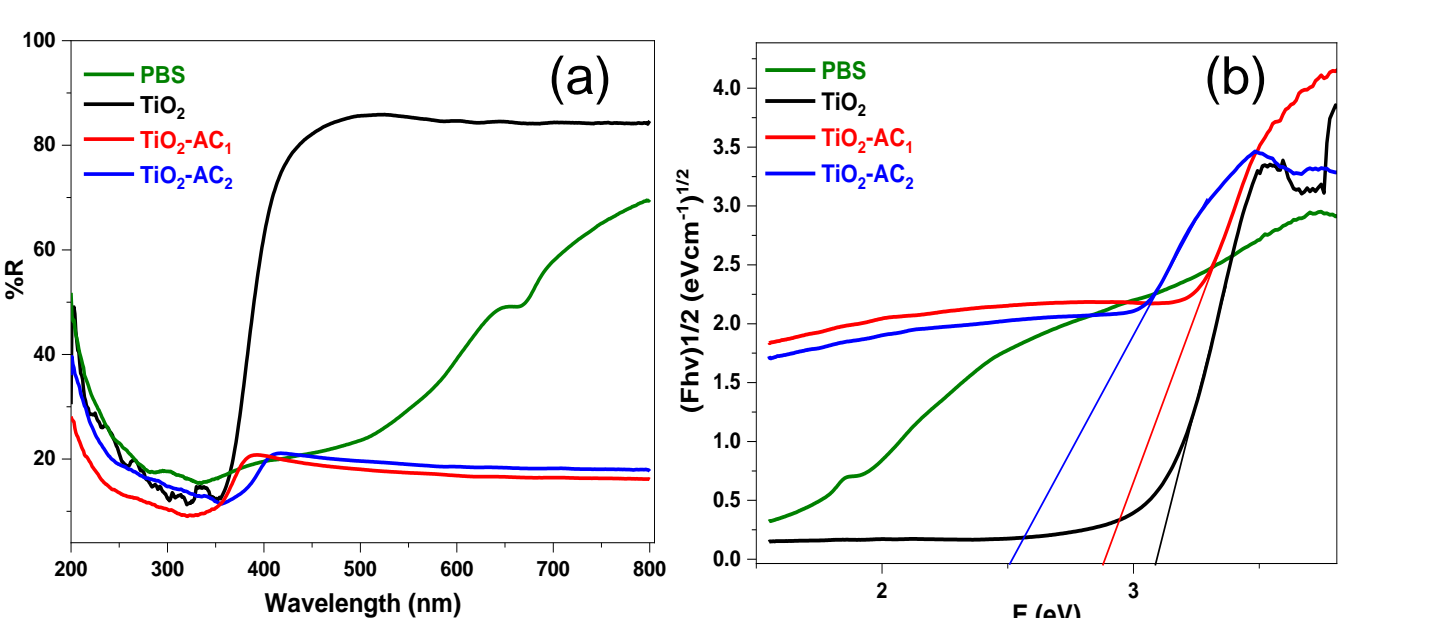 %R
100
80
60
40
20
200 300 400 500 600 700 800
Wavelength (nm)
PBS
TiO₂
TiO₂-AC₁
TiO₂-AC₂
(a)
(Fhv)1/2 (eVcm⁻¹)¹/²
4.0
3.5
3.0
2.5
2.0
1.5
1.0
0.5
0.0
2 3
E (eV)
PBS
TiO₂
TiO₂-AC₁
TiO₂-AC₂
(b)